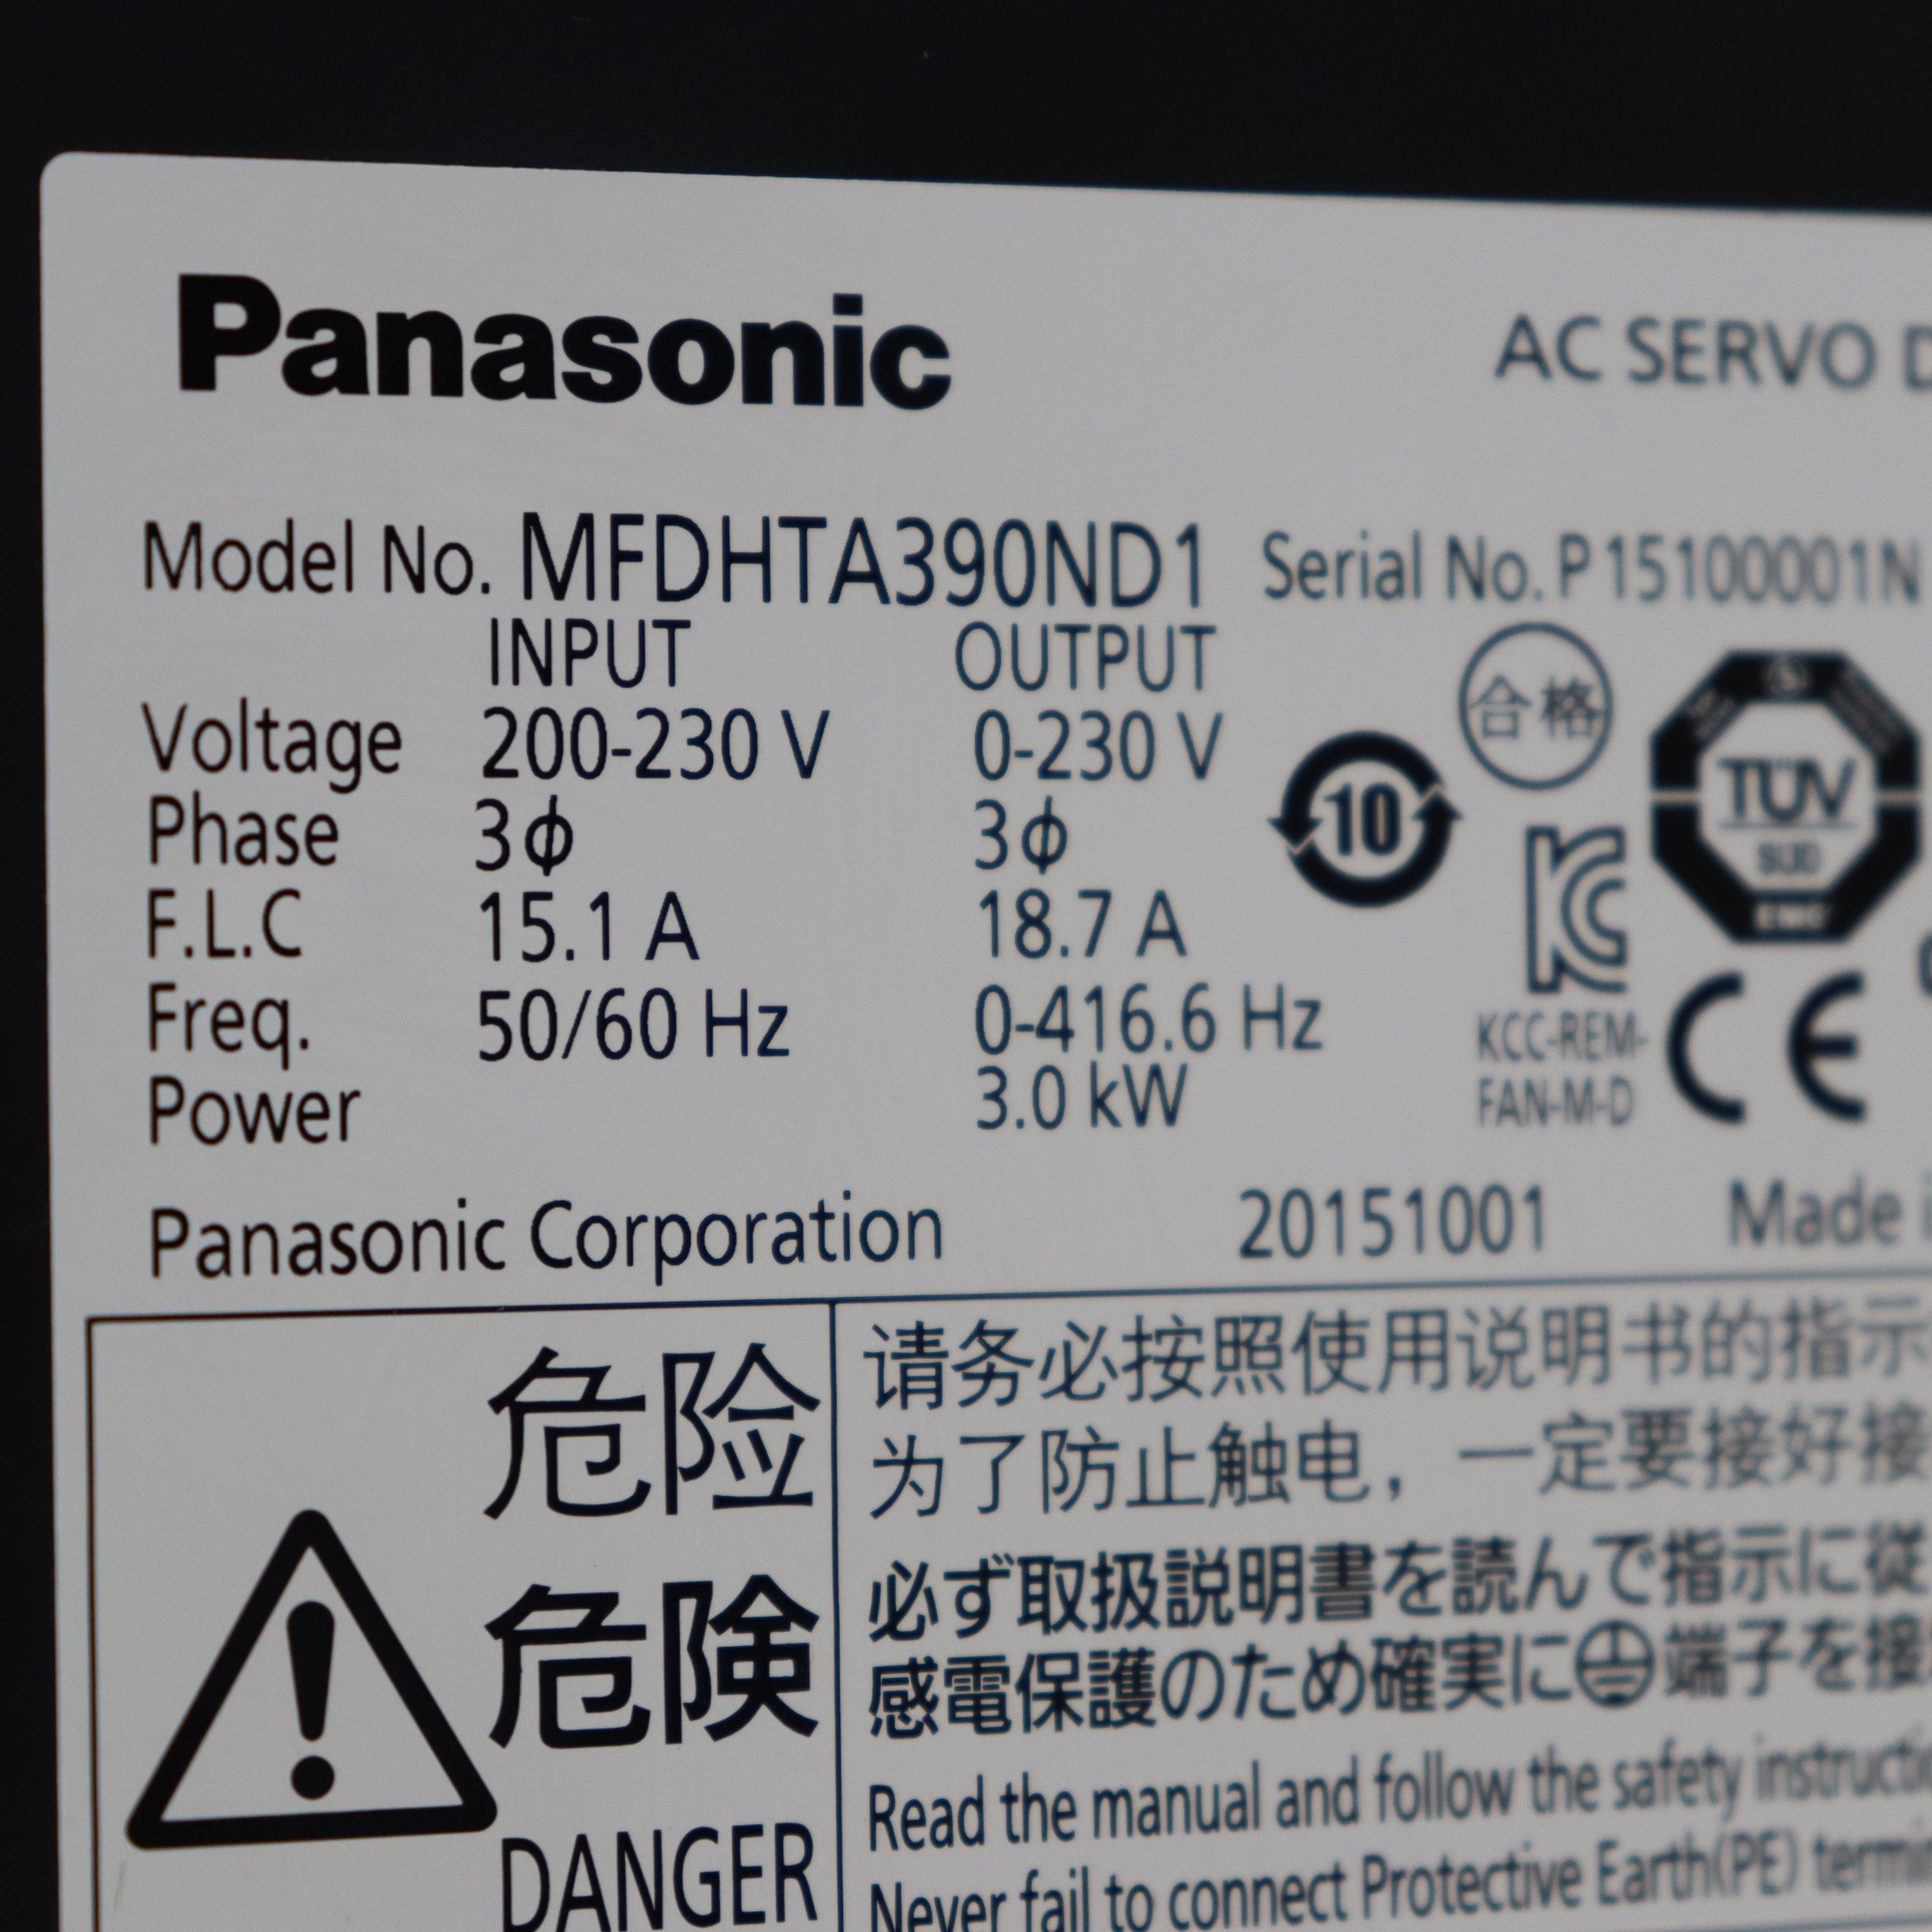 Panasonic
AC SERVO D
Model No. MFDHTA390ND1 Serial No. P15100001N
INPUT OUTPUT
Voltage 200-230 V 0-230 V
Phase 3ϕ 3ϕ
F.L.C 15.1 A 18.7 A
Freq. 50/60 Hz 0-416.6 Hz
Power 3.0 kW
10
合格
TÜV
SÜD
EMC
KCC-REM-
FAN-M-D
CE
Panasonic Corporation 20151001 Made
危险
请务必按照使用说明书的指示
为了防止触电，一定要接好接
危険
必ず取扱説明書を読んで指示に従
感電保護のため確実に⏚端子を接
DANGER
Read the manual and follow the safety instructi
Never fail to connect Protective Earth(PE) termin